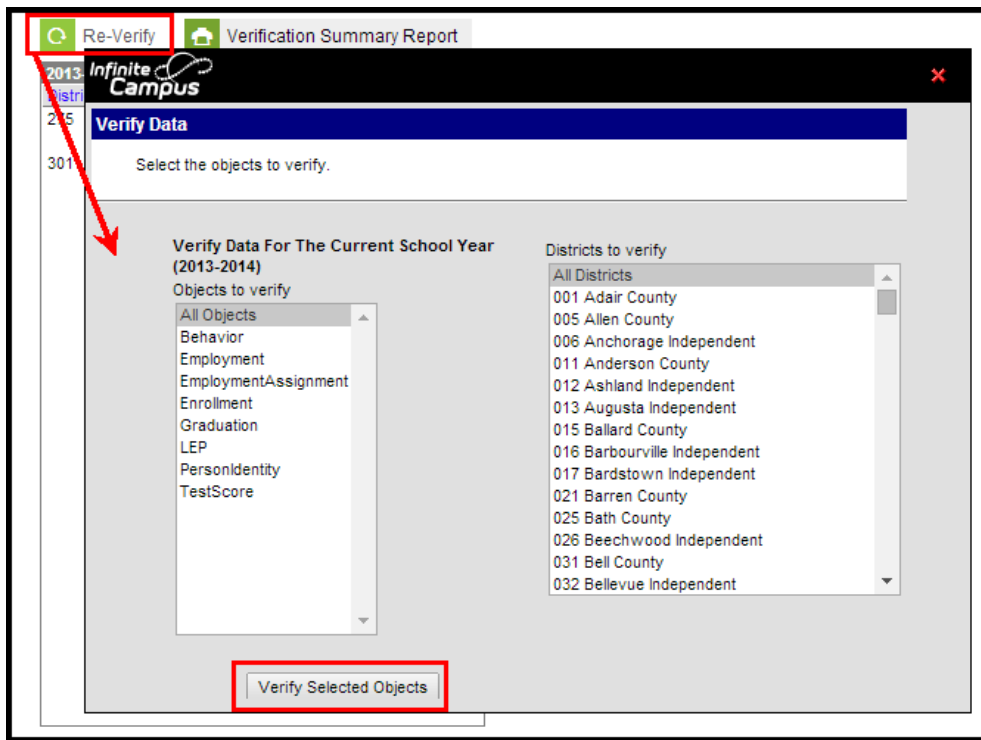 Re-Verify
Verification Summary Report
2013-
Distri
275
301
Infinite
Campus
Verify Data
Select the objects to verify.
Verify Data For The Current School Year
(2013-2014)
Objects to verify
All Objects
Behavior
Employment
EmploymentAssignment
Enrollment
Graduation
LEP
PersonIdentity
TestScore
Districts to verify
All Districts
001 Adair County
005 Allen County
006 Anchorage Independent
011 Anderson County
012 Ashland Independent
013 Augusta Independent
015 Ballard County
016 Barbourville Independent
017 Bardstown Independent
021 Barren County
025 Bath County
026 Beechwood Independent
031 Bell County
032 Bellevue Independent
Verify Selected Objects